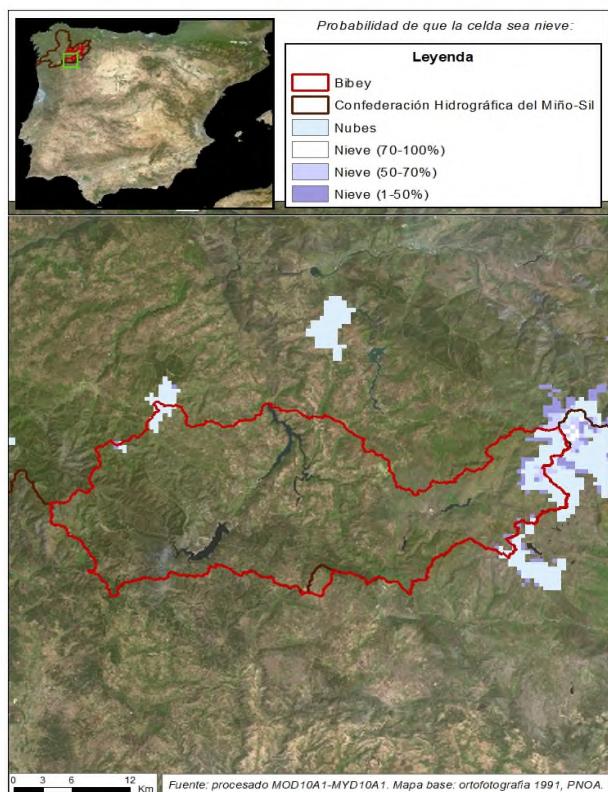 Probabilidad de que la celda sea nieve:
Leyenda
Bibey
Confederación Hidrográfica del Miño-Sil
Nubes
Nieve (70-100%)
Nieve (50-70%)
Nieve (1-50%)
0 3 6 12
Km
Fuente: procesado MOD10A1-MYD10A1. Mapa base: ortofotografía 1991, PNOA.